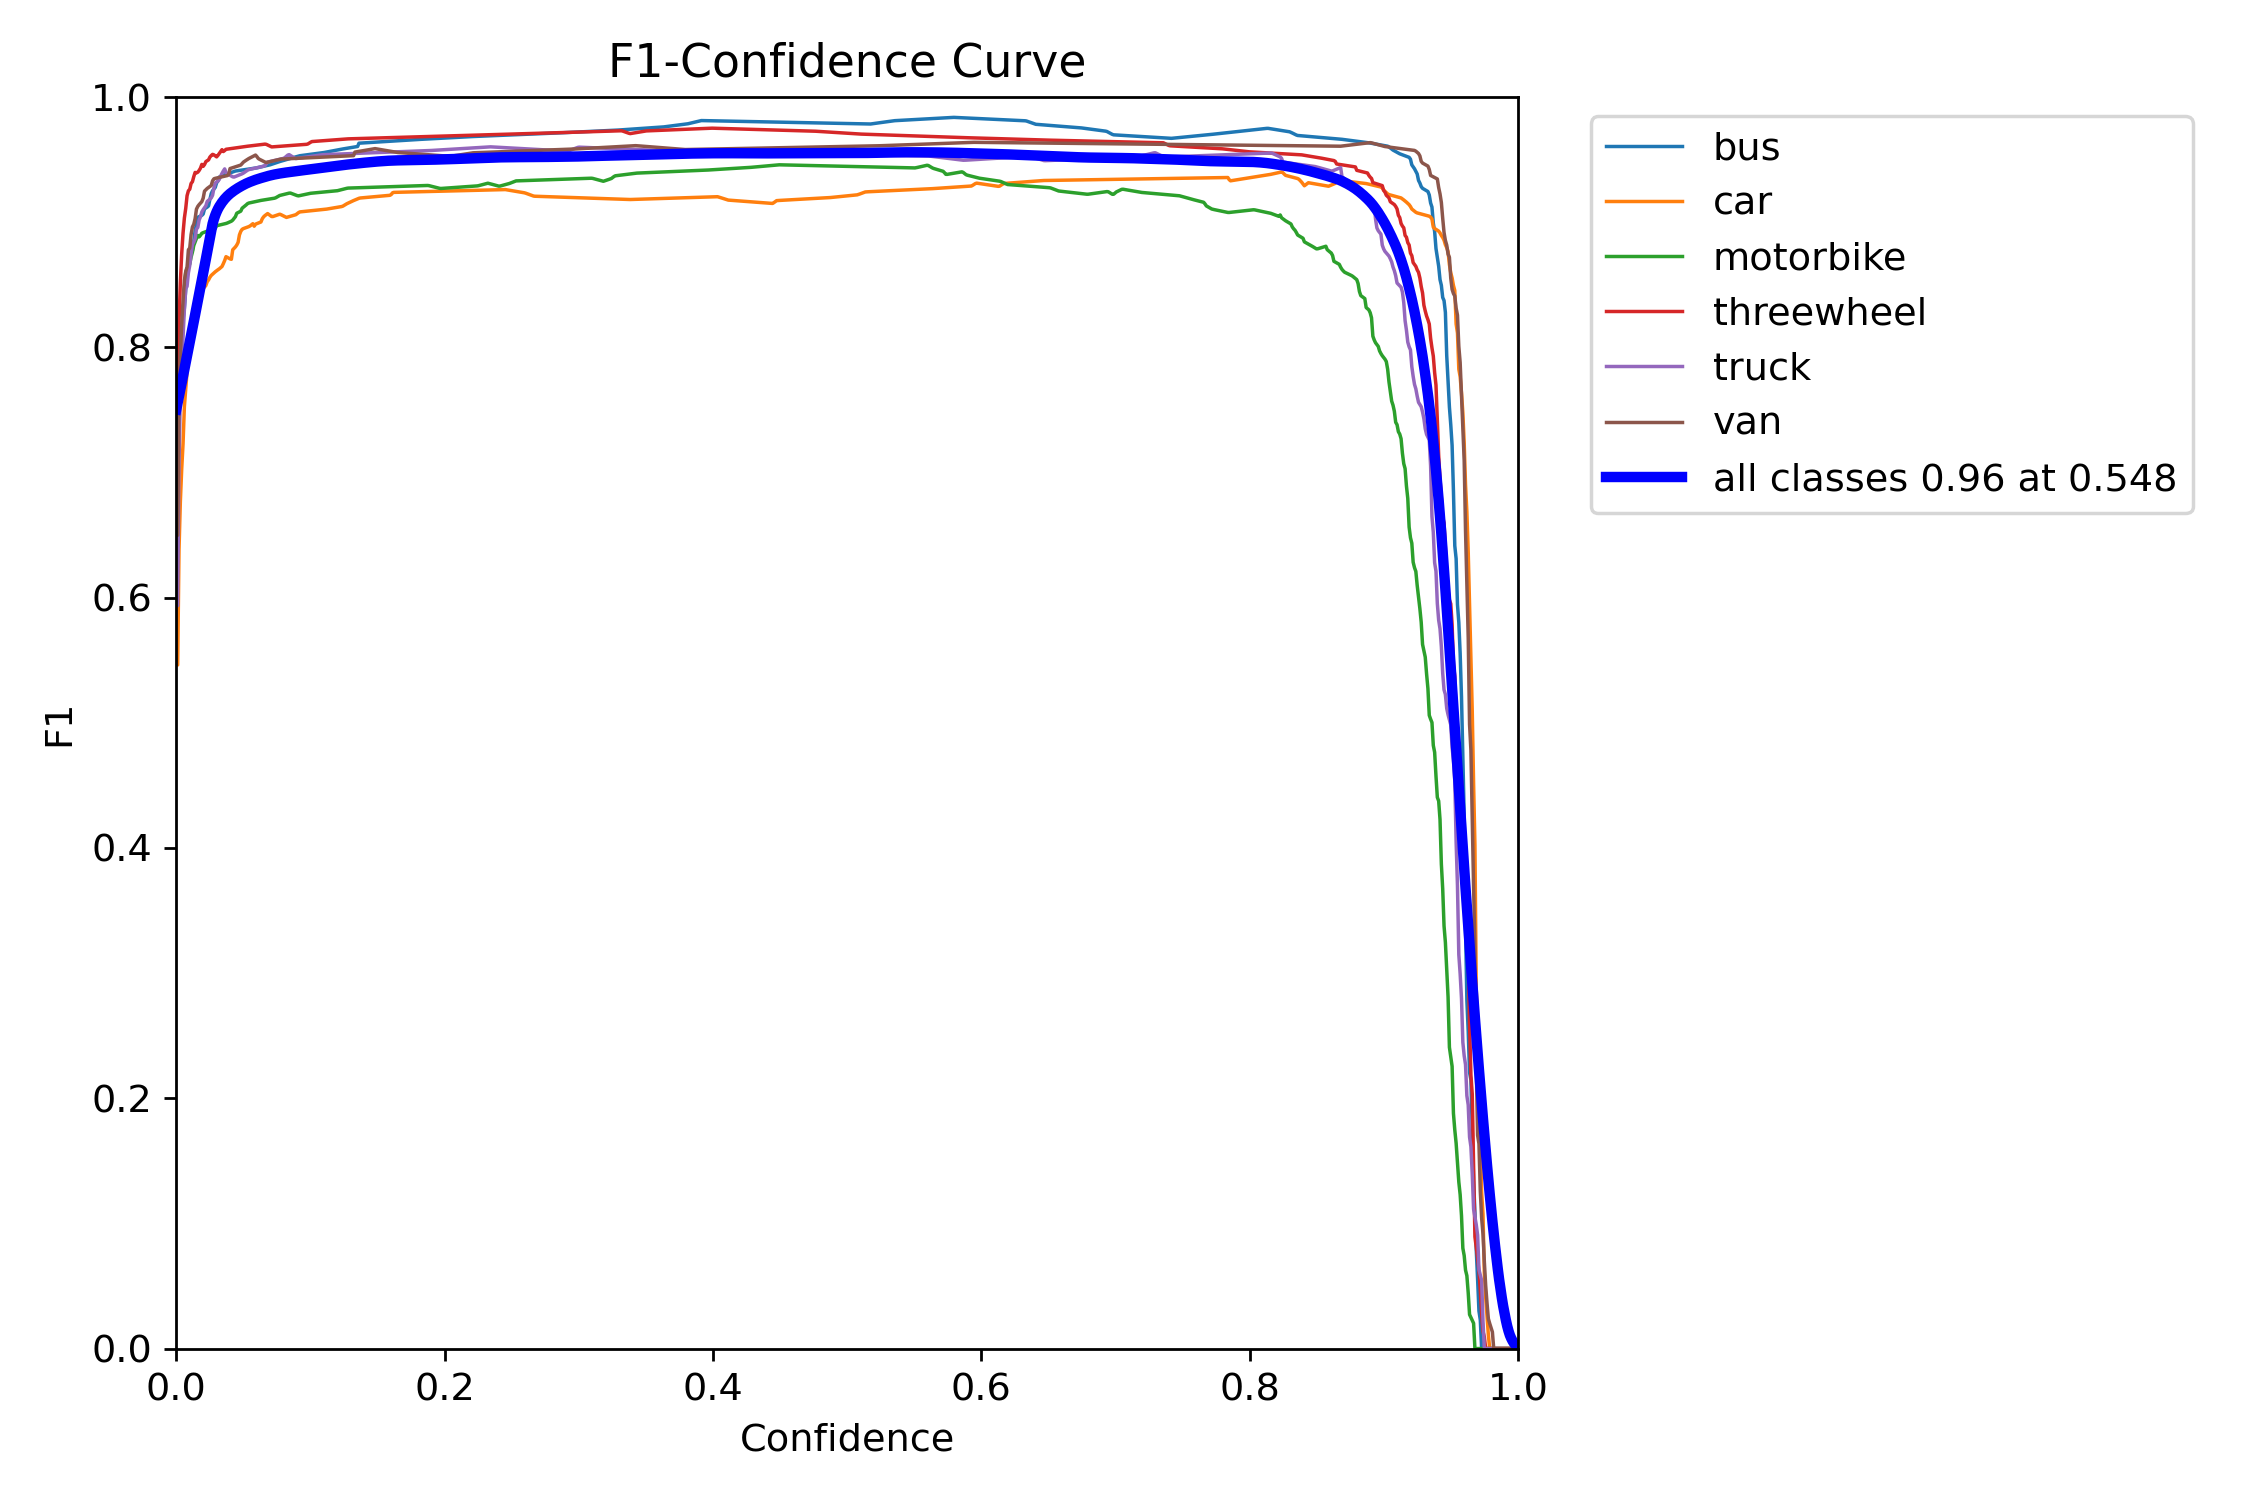 F1-Confidence Curve
1.0
0.8
0.6
0.4
0.2
0.0
F1
0.0 0.2 0.4 0.6 0.8 1.0
Confidence
bus
car
motorbike
threewheel
truck
van
all classes 0.96 at 0.548